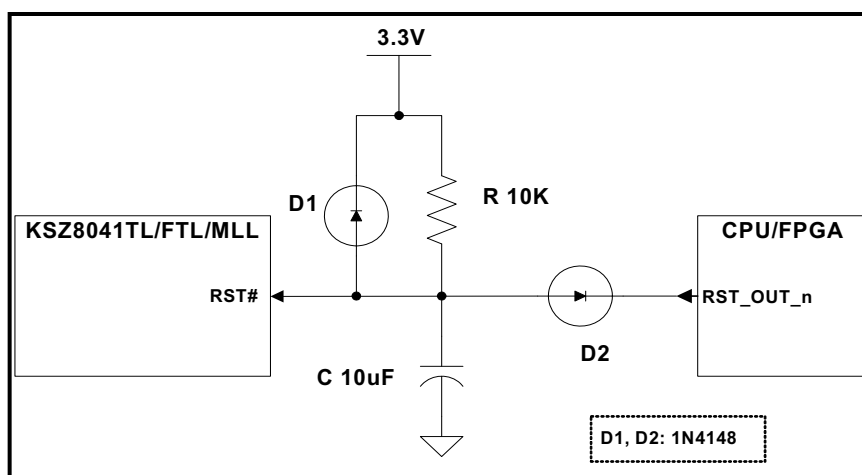 3.3V
D1
R 10K
KSZ8041TL/FTL/MLL
CPU/FPGA
RST#
RST_OUT_n
D2
C 10uF
D1, D2: 1N4148